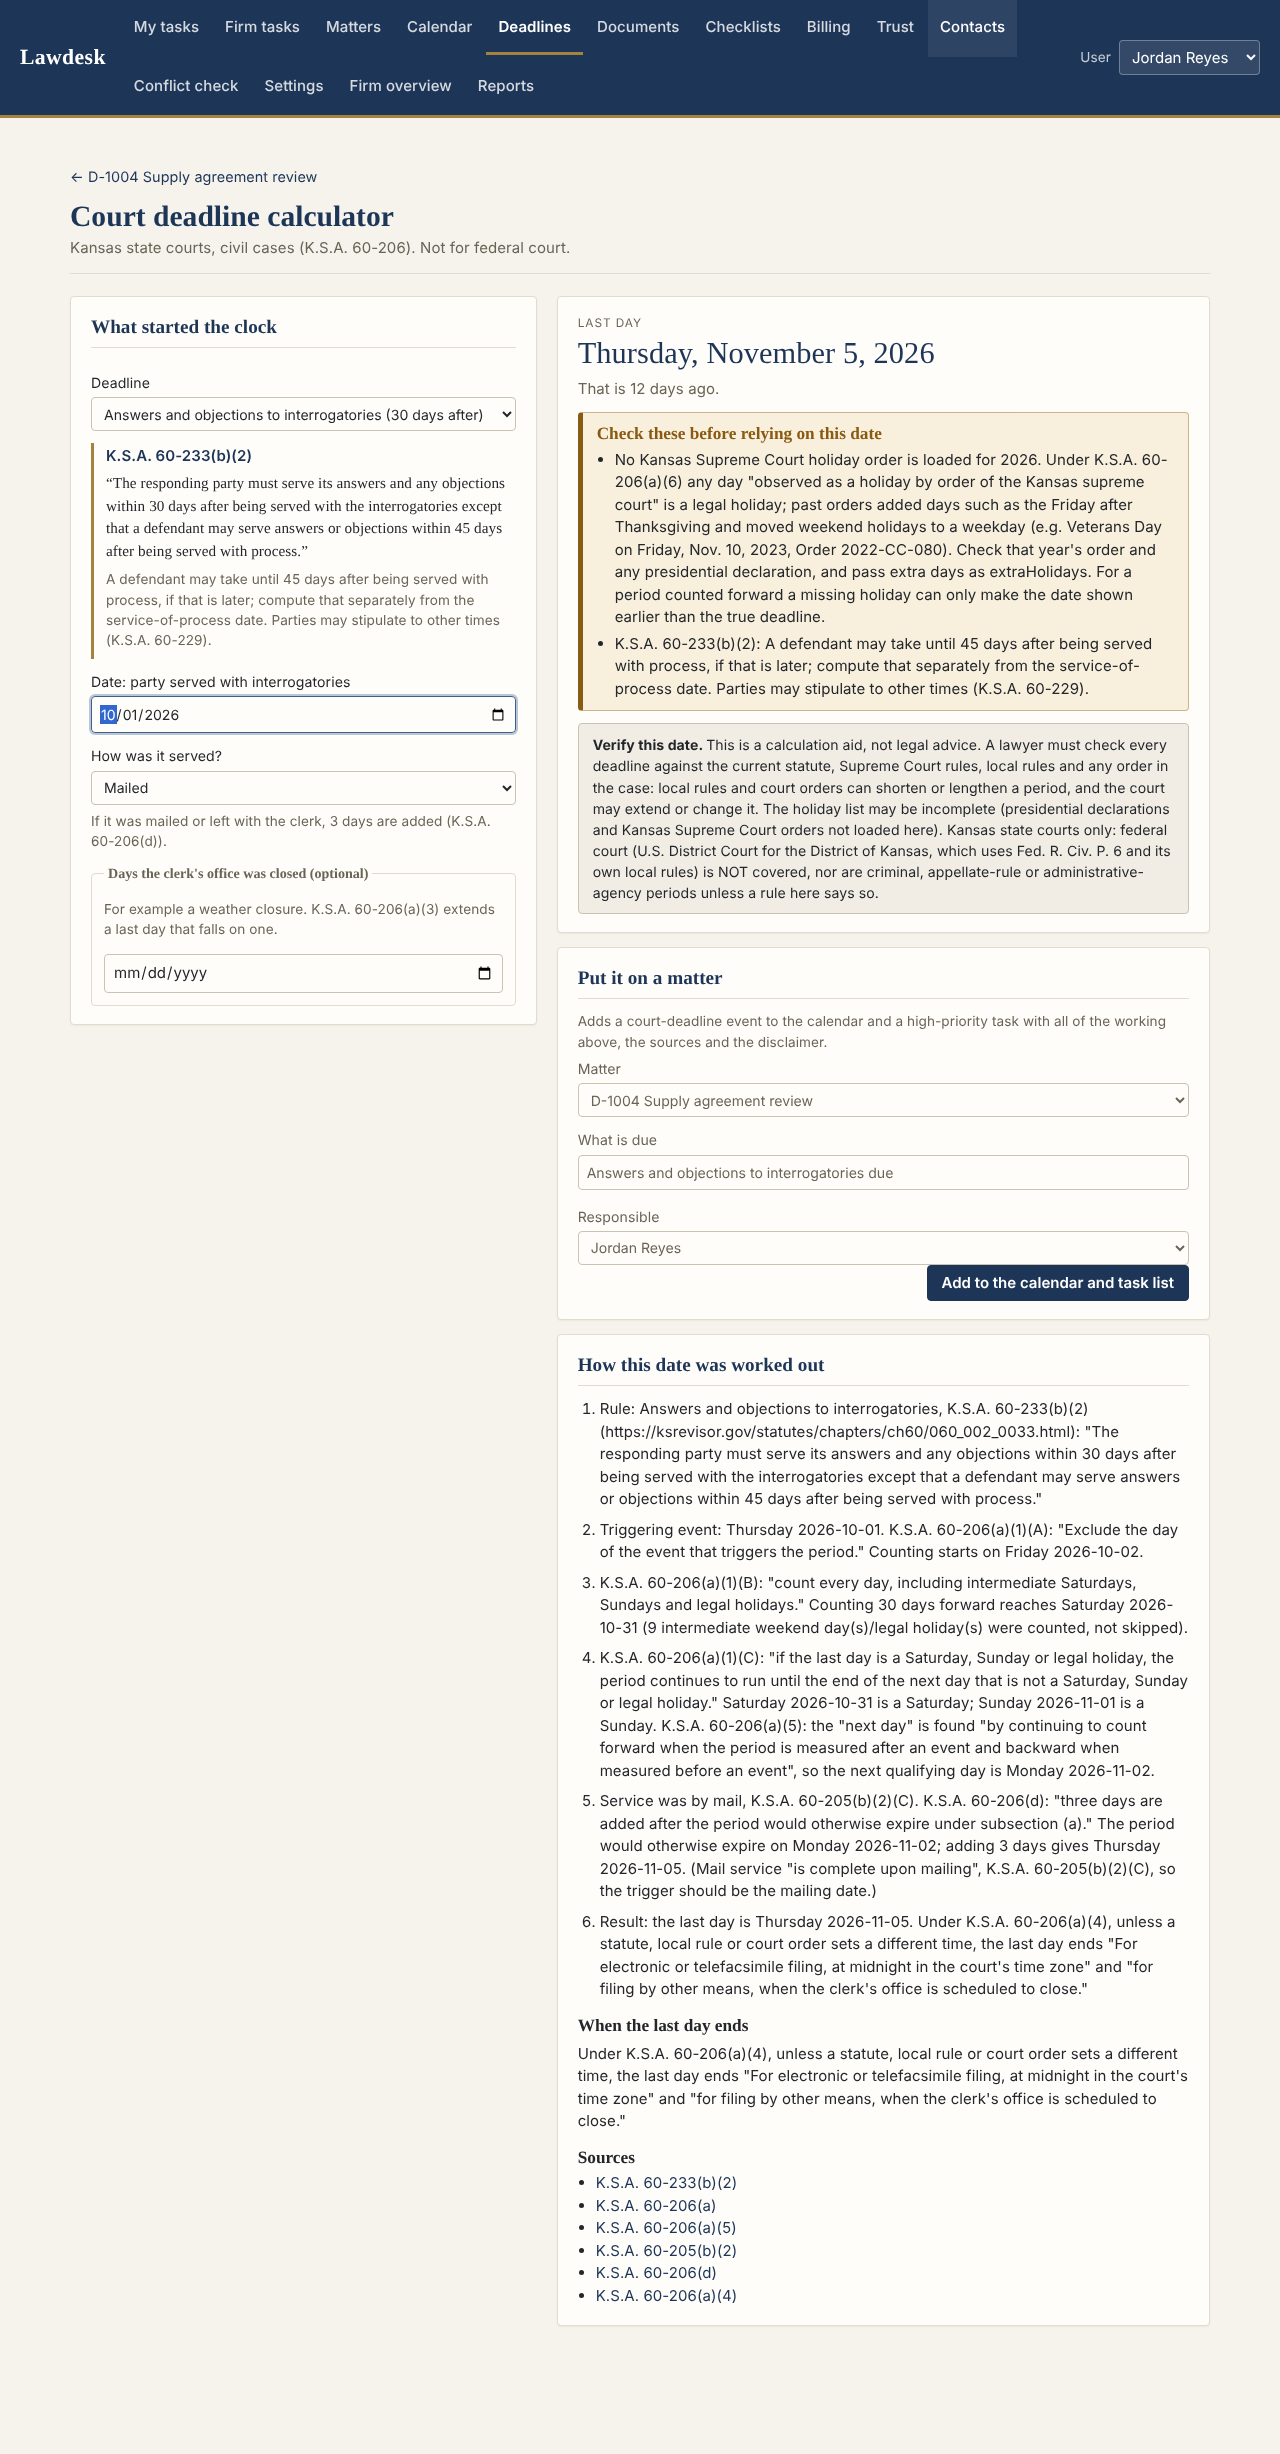 Lawdesk
My tasks
Firm tasks
Matters
Calendar
Deadlines
Documents
Checklists
Billing
Trust
Contacts
Conflict check
Settings
Firm overview
Reports
User
Jordan Reyes
← D-1004 Supply agreement review
Court deadline calculator
Kansas state courts, civil cases (K.S.A. 60-206). Not for federal court.
What started the clock
Deadline
Answers and objections to interrogatories (30 days after)
K.S.A. 60-233(b)(2)
“The responding party must serve its answers and any objections
within 30 days after being served with the interrogatories except
that a defendant may serve answers or objections within 45 days
after being served with process.”
A defendant may take until 45 days after being served with
process, if that is later; compute that separately from the
service-of-process date. Parties may stipulate to other times
(K.S.A. 60-229).
Date: party served with interrogatories
10/01/2026
How was it served?
Mailed
If it was mailed or left with the clerk, 3 days are added (K.S.A.
60-206(d)).
Days the clerk's office was closed (optional)
For example a weather closure. K.S.A. 60-206(a)(3) extends
a last day that falls on one.
mm/dd/yyyy
LAST DAY
Thursday, November 5, 2026
That is 12 days ago.
Check these before relying on this date
• No Kansas Supreme Court holiday order is loaded for 2026. Under K.S.A. 60-
206(a)(6) any day "observed as a holiday by order of the Kansas supreme
court" is a legal holiday; past orders added days such as the Friday after
Thanksgiving and moved weekend holidays to a weekday (e.g. Veterans Day
on Friday, Nov. 10, 2023, Order 2022-CC-080). Check that year's order and
any presidential declaration, and pass extra days as extraHolidays. For a
period counted forward a missing holiday can only make the date shown
earlier than the true deadline.
• K.S.A. 60-233(b)(2): A defendant may take until 45 days after being served
with process, if that is later; compute that separately from the service-of-
process date. Parties may stipulate to other times (K.S.A. 60-229).
Verify this date. This is a calculation aid, not legal advice. A lawyer must check every
deadline against the current statute, Supreme Court rules, local rules and any order in
the case: local rules and court orders can shorten or lengthen a period, and the court
may extend or change it. The holiday list may be incomplete (presidential declarations
and Kansas Supreme Court orders not loaded here). Kansas state courts only: federal
court (U.S. District Court for the District of Kansas, which uses Fed. R. Civ. P. 6 and its
own local rules) is NOT covered, nor are criminal, appellate-rule or administrative-
agency periods unless a rule here says so.
Put it on a matter
Adds a court-deadline event to the calendar and a high-priority task with all of the working
above, the sources and the disclaimer.
Matter
D-1004 Supply agreement review
What is due
Answers and objections to interrogatories due
Responsible
Jordan Reyes
Add to the calendar and task list
How this date was worked out
1. Rule: Answers and objections to interrogatories, K.S.A. 60-233(b)(2)
(https://ksrevisor.gov/statutes/chapters/ch60/060_002_0033.html): "The
responding party must serve its answers and any objections within 30 days after
being served with the interrogatories except that a defendant may serve answers
or objections within 45 days after being served with process."
2. Triggering event: Thursday 2026-10-01. K.S.A. 60-206(a)(1)(A): "Exclude the day
of the event that triggers the period." Counting starts on Friday 2026-10-02.
3. K.S.A. 60-206(a)(1)(B): "count every day, including intermediate Saturdays,
Sundays and legal holidays." Counting 30 days forward reaches Saturday 2026-
10-31 (9 intermediate weekend day(s)/legal holiday(s) were counted, not skipped).
4. K.S.A. 60-206(a)(1)(C): "if the last day is a Saturday, Sunday or legal holiday, the
period continues to run until the end of the next day that is not a Saturday, Sunday
or legal holiday." Saturday 2026-10-31 is a Saturday; Sunday 2026-11-01 is a
Sunday. K.S.A. 60-206(a)(5): the "next day" is found "by continuing to count
forward when the period is measured after an event and backward when
measured before an event", so the next qualifying day is Monday 2026-11-02.
5. Service was by mail, K.S.A. 60-205(b)(2)(C). K.S.A. 60-206(d): "three days are
added after the period would otherwise expire under subsection (a)." The period
would otherwise expire on Monday 2026-11-02; adding 3 days gives Thursday
2026-11-05. (Mail service "is complete upon mailing", K.S.A. 60-205(b)(2)(C), so
the trigger should be the mailing date.)
6. Result: the last day is Thursday 2026-11-05. Under K.S.A. 60-206(a)(4), unless a
statute, local rule or court order sets a different time, the last day ends "For
electronic or telefacsimile filing, at midnight in the court's time zone" and "for
filing by other means, when the clerk's office is scheduled to close."
When the last day ends
Under K.S.A. 60-206(a)(4), unless a statute, local rule or court order sets a different
time, the last day ends "For electronic or telefacsimile filing, at midnight in the court's
time zone" and "for filing by other means, when the clerk's office is scheduled to
close."
Sources
• K.S.A. 60-233(b)(2)
• K.S.A. 60-206(a)
• K.S.A. 60-206(a)(5)
• K.S.A. 60-205(b)(2)
• K.S.A. 60-206(d)
• K.S.A. 60-206(a)(4)